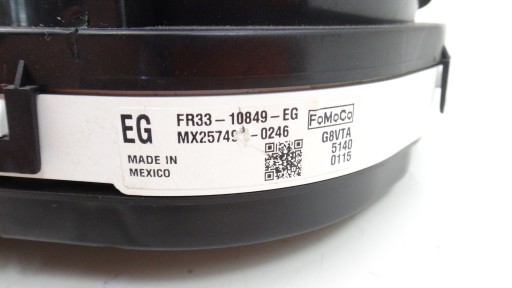 EG
FR33-10849-EG
FoMoCo
-0246
G8VTA
5140
0115
MADE IN
MEXICO